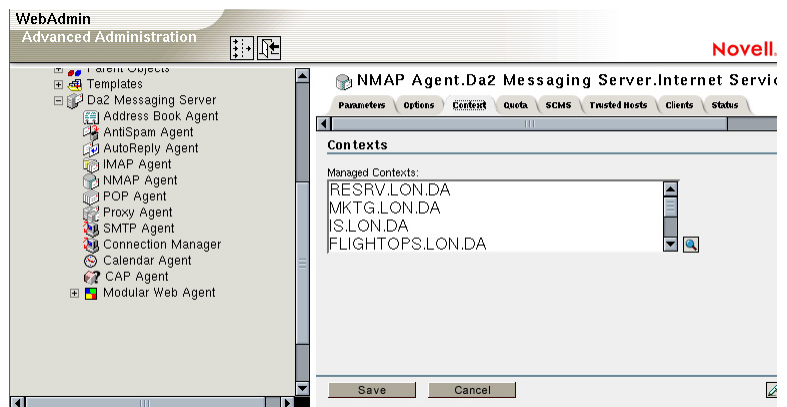 WebAdmin
Advanced Administration
Novell.
Parent Objects
Templates
Da2 Messaging Server
Address Book Agent
AntiSpam Agent
AutoReply Agent
IMAP Agent
NMAP Agent
POP Agent
Proxy Agent
SMTP Agent
Connection Manager
Calendar Agent
CAP Agent
Modular Web Agent
NMAP Agent.Da2 Messaging Server.Internet Servic
Parameters Options Context Quota SCMS Trusted Hosts Clients Status
Contexts
Managed Contexts:
RESRV.LON.DA
MKTG.LON.DA
IS.LON.DA
FLIGHTOPS.LON.DA
Save Cancel